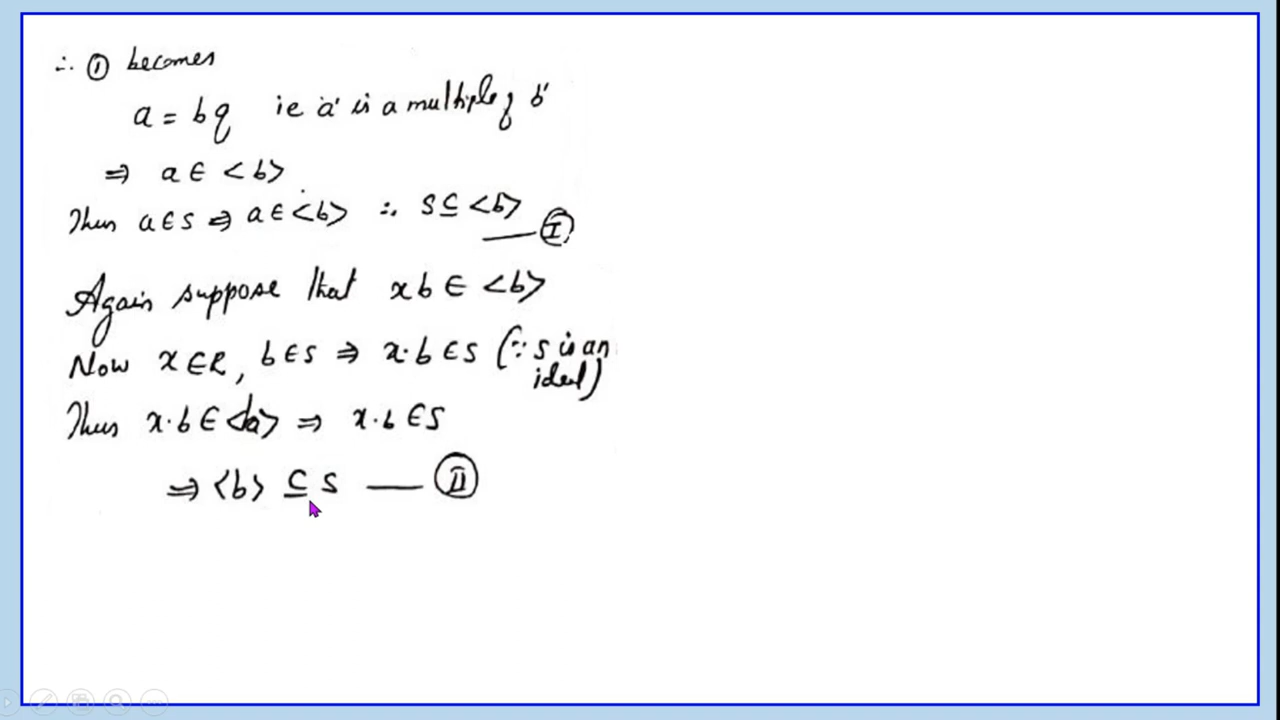 ∴ ① becomes
a = bq ie 'a' is a multiple of 'b'
⇒ a ∈ <b>
Thus a∈S ⇒ a∈<b> ∴ S⊆<b> — Ⓘ
Again suppose that xb ∈ <b>
Now x∈R, b∈S ⇒ x·b∈S (∵ S is an
ideal)
Thus x·b∈<b> ⇒ x·b∈S
⇒ <b> ⊆ S — Ⅱ